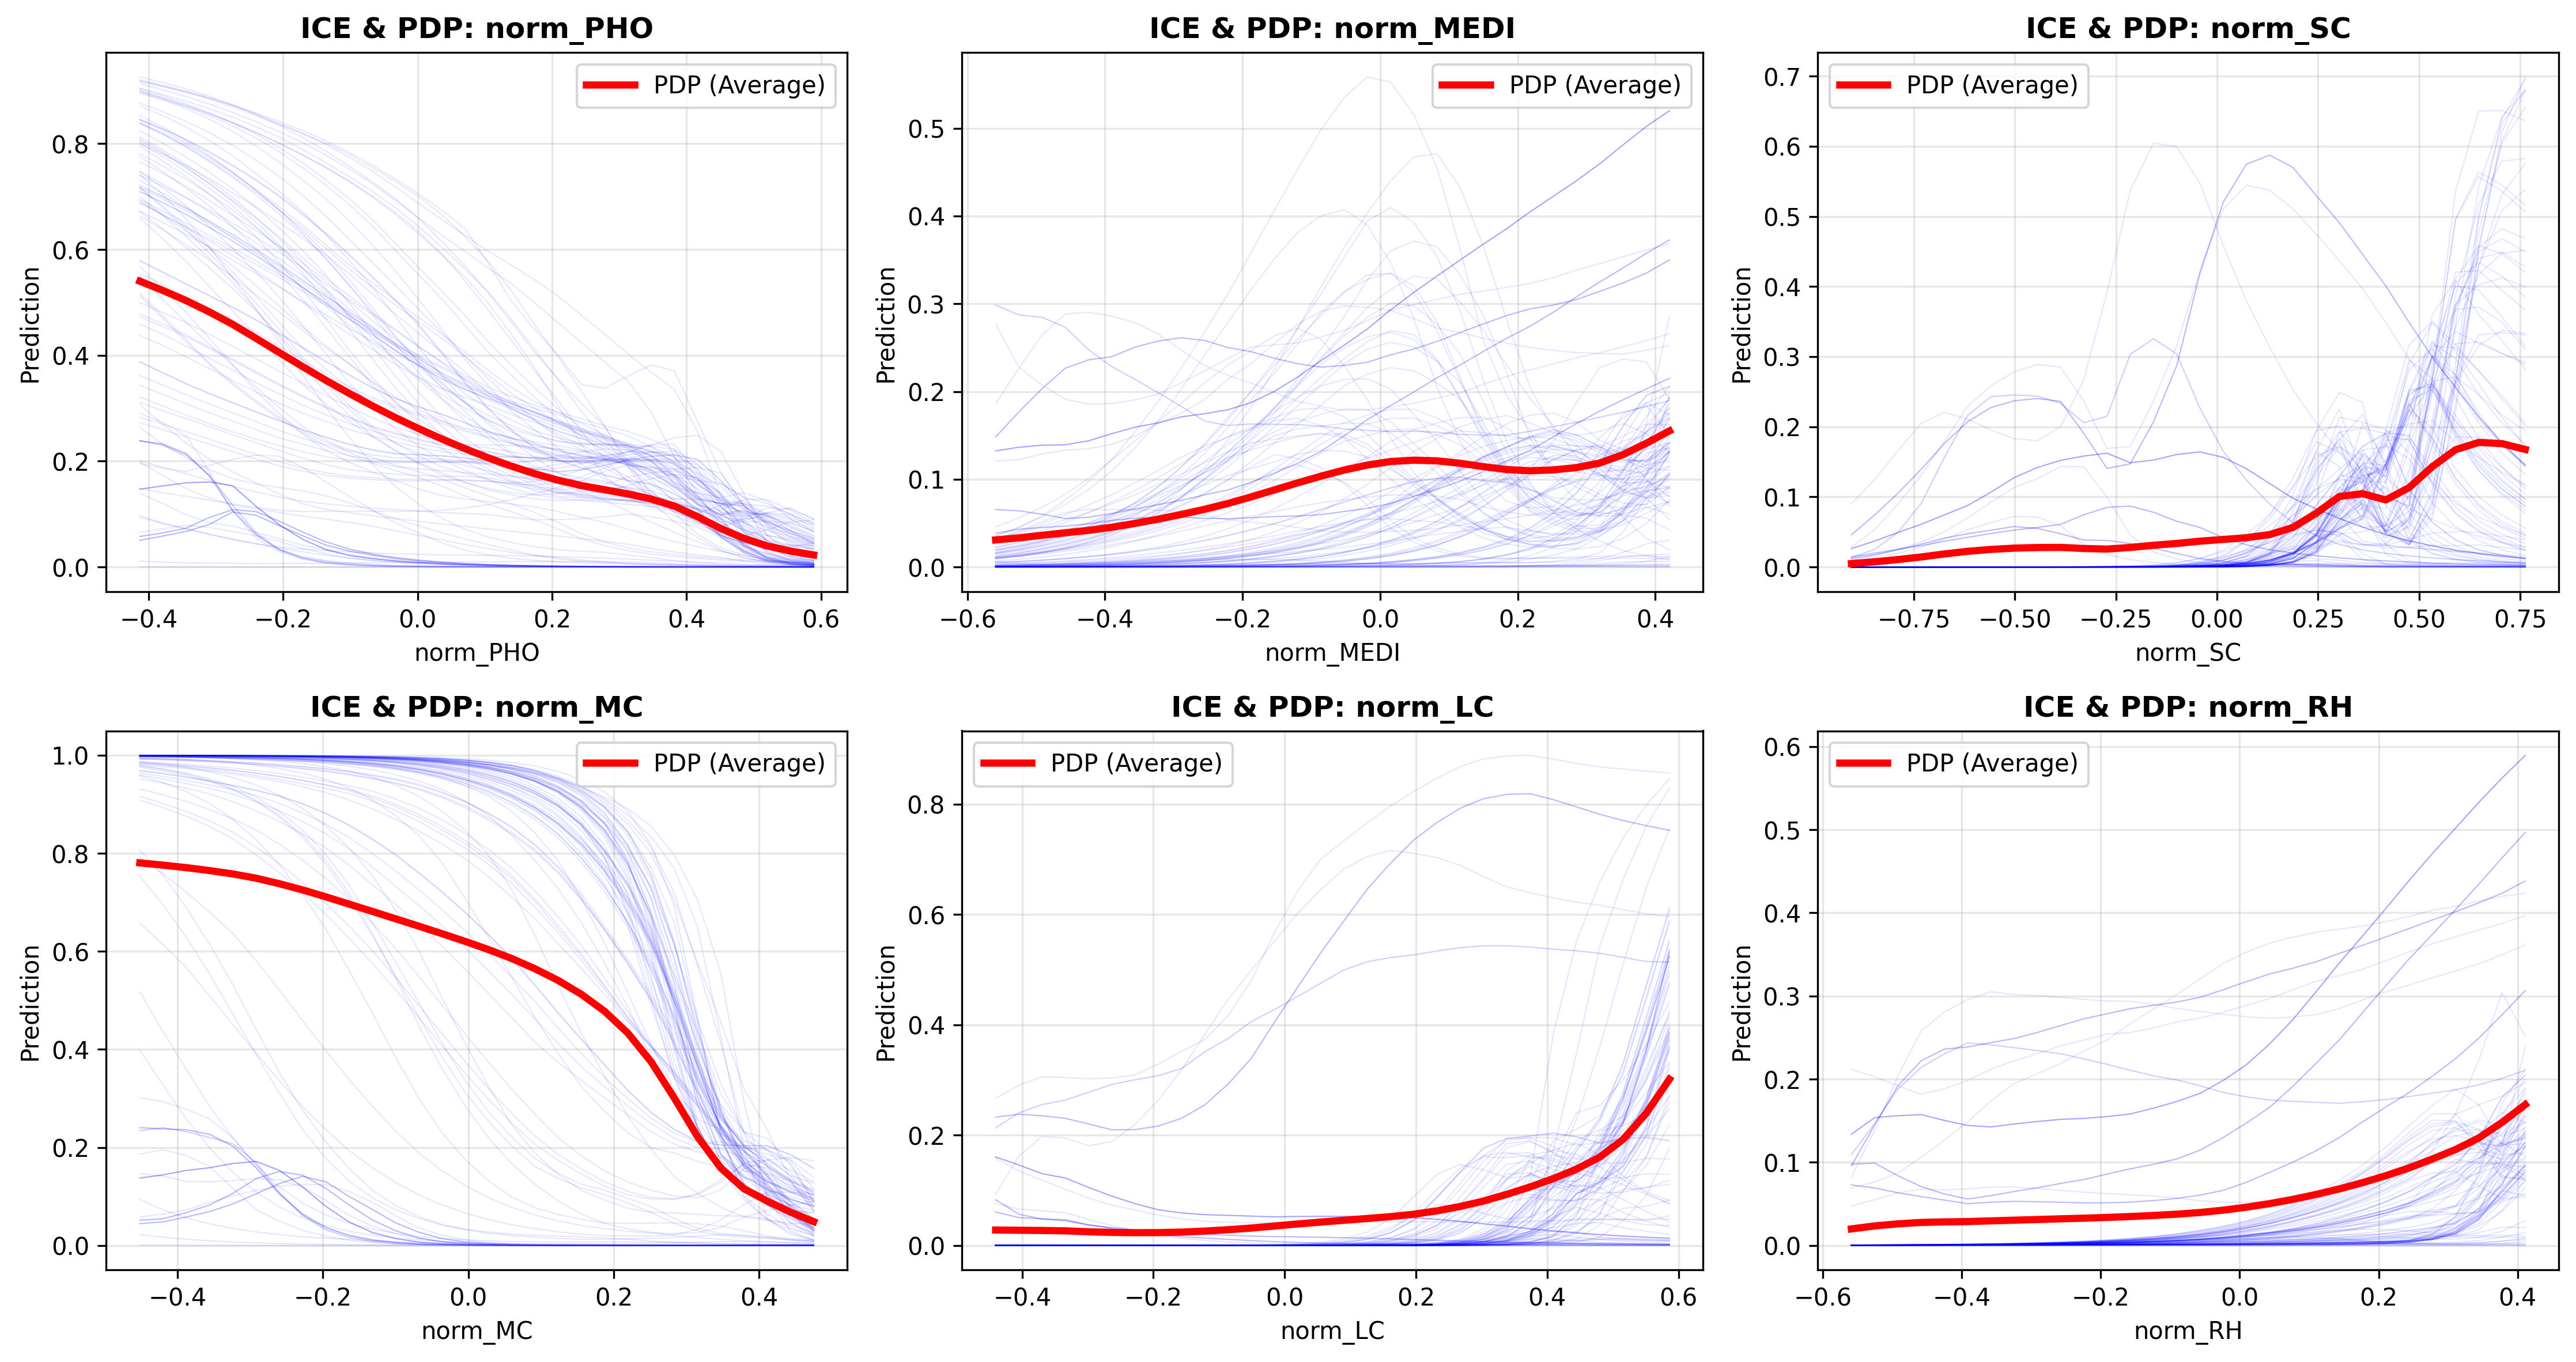 ICE & PDP: norm_PHO
PDP (Average)
Prediction
0.8
0.6
0.4
0.2
0.0
−0.4 −0.2 0.0 0.2 0.4 0.6
norm_PHO
ICE & PDP: norm_MEDI
PDP (Average)
Prediction
0.5
0.4
0.3
0.2
0.1
0.0
−0.6 −0.4 −0.2 0.0 0.2 0.4
norm_MEDI
ICE & PDP: norm_SC
PDP (Average)
Prediction
0.7
0.6
0.5
0.4
0.3
0.2
0.1
0.0
−0.75 −0.50 −0.25 0.00 0.25 0.50 0.75
norm_SC
ICE & PDP: norm_MC
PDP (Average)
Prediction
1.0
0.8
0.6
0.4
0.2
0.0
−0.4 −0.2 0.0 0.2 0.4
norm_MC
ICE & PDP: norm_LC
PDP (Average)
Prediction
0.8
0.6
0.4
0.2
0.0
−0.4 −0.2 0.0 0.2 0.4 0.6
norm_LC
ICE & PDP: norm_RH
PDP (Average)
Prediction
0.6
0.5
0.4
0.3
0.2
0.1
0.0
−0.6 −0.4 −0.2 0.0 0.2 0.4
norm_RH